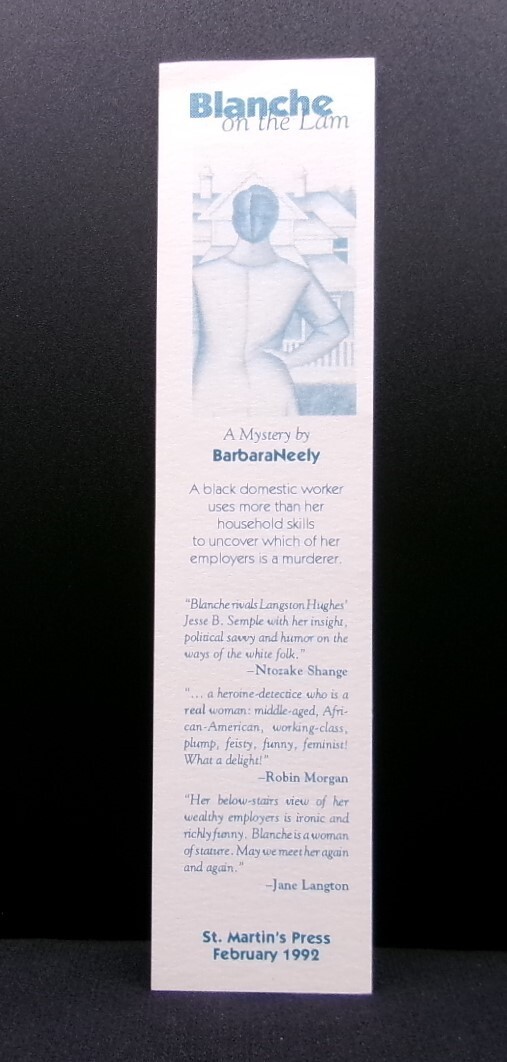 Blanche
on the Lam
A Mystery by
BarbaraNeely
A black domestic worker
uses more than her
household skills
to uncover which of her
employers is a murderer.
"Blanche rivals Langston Hughes'
Jesse B. Semple with her insight,
political savvy and humor on the
ways of the white folk."
–Ntozake Shange
"... a heroine-detectice who is a
real woman: middle-aged, Afri-
can-American, working-class,
plump, feisty, funny, feminist!
What a delight!"
–Robin Morgan
"Her below-stairs view of her
wealthy employers is ironic and
richly funny. Blanche is a woman
of stature. May we meet her again
and again."
–Jane Langton
St. Martin's Press
February 1992